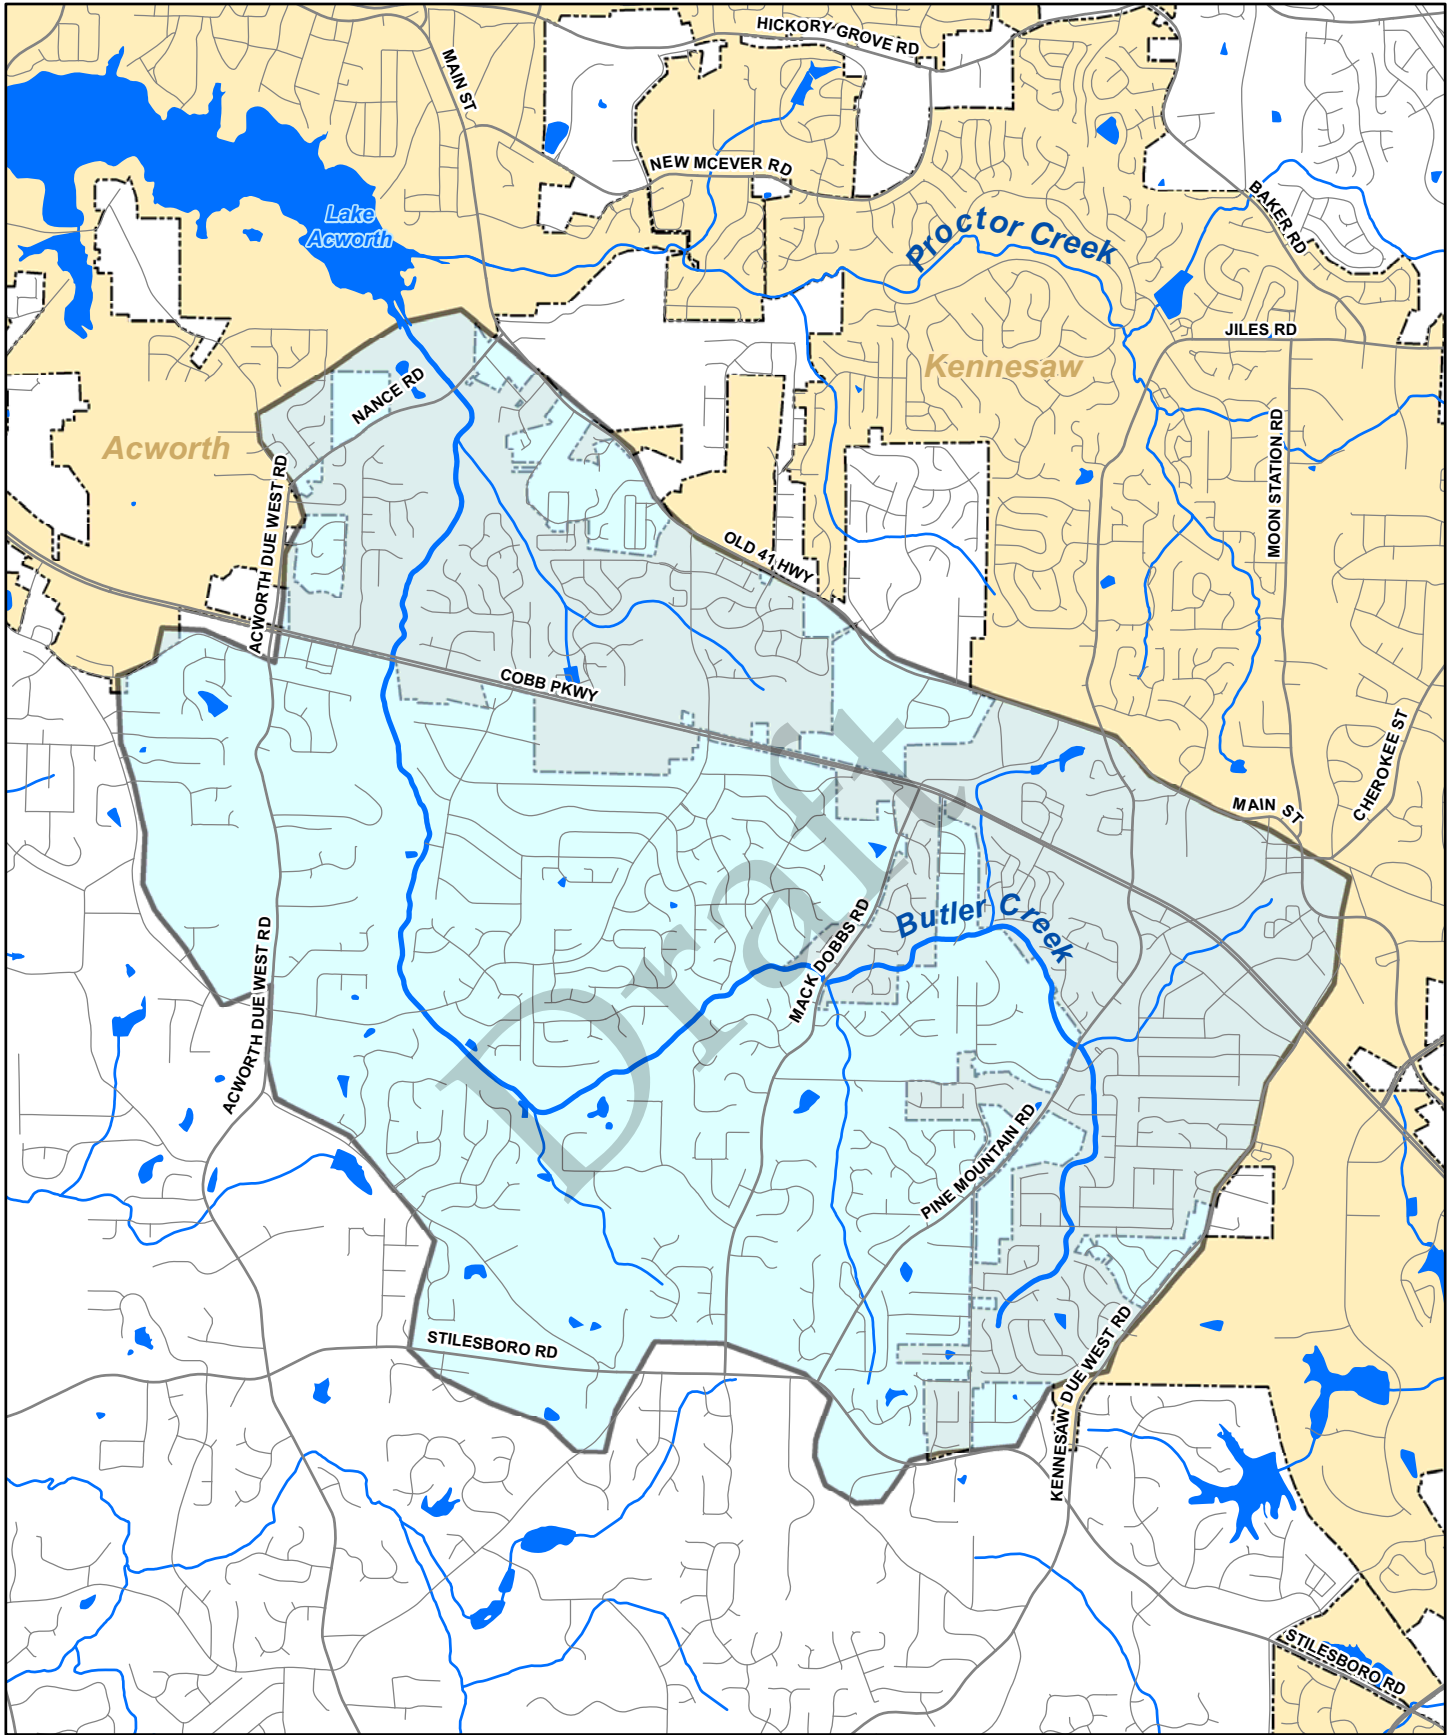 HICKORY GROVE RD
MAIN ST
NEW MCEVER RD
BAKER RD
Lake
Acworth
Proctor Creek
JILES RD
Kennesaw
NANCE RD
Acworth
MOON STATION RD
ACWORTH DUE WEST RD
OLD 41 HWY
COBB PKWY
CHEROKEE ST
MAIN ST
Draft
Butler Creek
MACK DOBBS RD
ACWORTH DUE WEST RD
PINE MOUNTAIN RD
STILESBORO RD
KENNESAW DUE WEST RD
STILESBORO RD